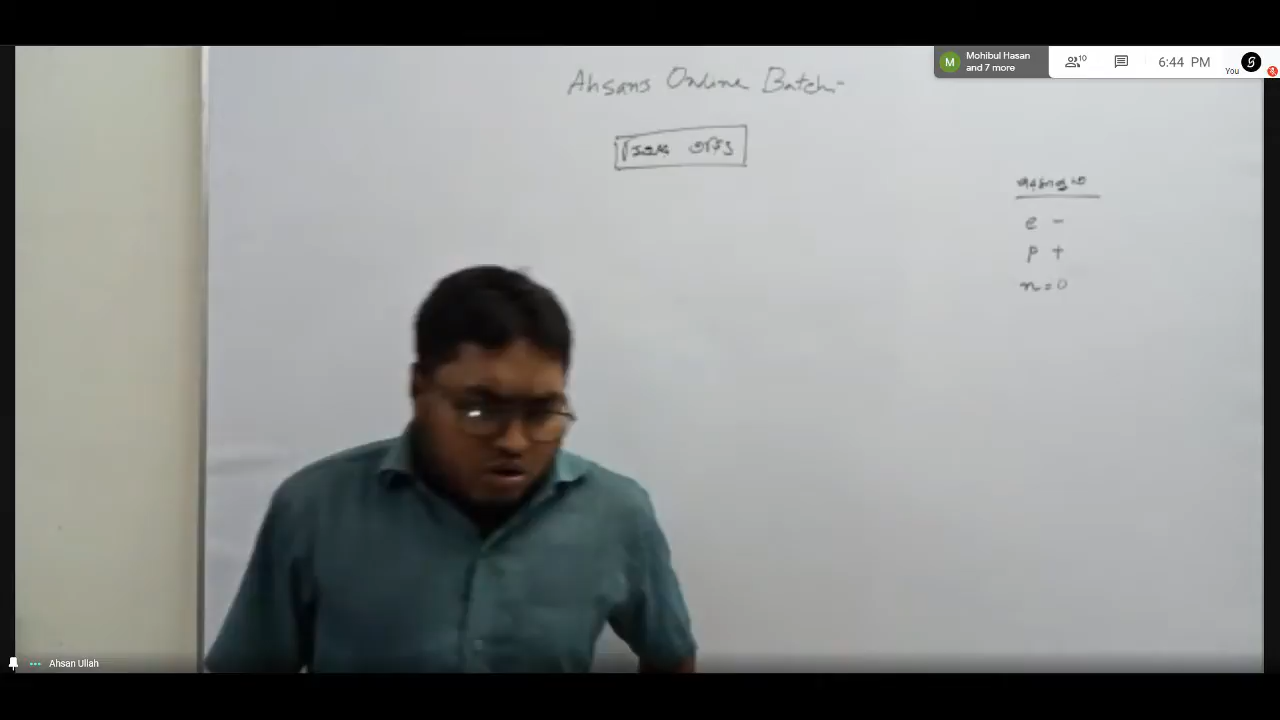 Mohibul Hasan
and 7 more
10
6:44 PM
You
M
g
Ahsans Online Batch-
e -
p +
n = 0
Ahsan Ullah